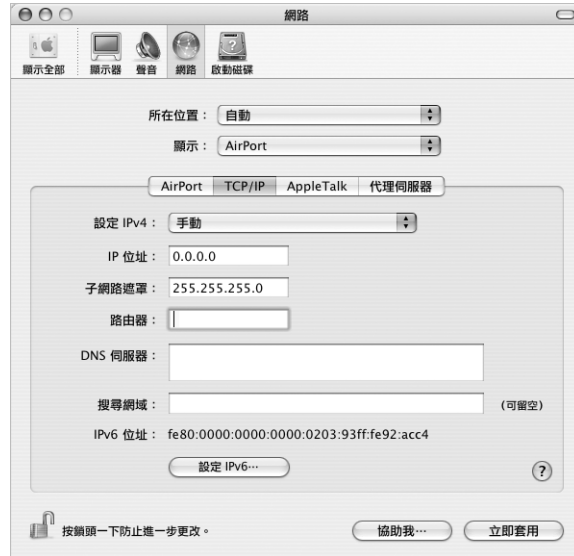 網路
顯示全部 顯示器 聲音 網路 啟動磁碟
所在位置： 自動
顯示： AirPort
AirPort TCP/IP AppleTalk 代理伺服器
設定 IPv4： 手動
IP 位址： 0.0.0.0
子網路遮罩： 255.255.255.0
路由器：
DNS 伺服器：
搜尋網域： (可留空)
IPv6 位址： fe80:0000:0000:0000:0203:93ff:fe92:acc4
設定 IPv6⋯ ?
按鎖頭一下防止進一步更改。 協助我⋯ 立即套用